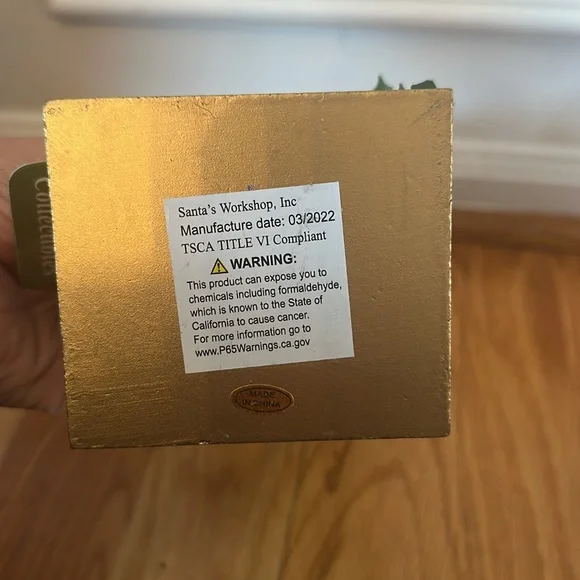 Santa's Workshop, Inc
Manufacture date: 03/2022
TSCA TITLE VI Compliant
WARNING:
This product can expose you to
chemicals including formaldehyde,
which is known to the State of
California to cause cancer.
For more information go to
www.P65Warnings.ca.gov
MADE
IN CHINA
Collectibles